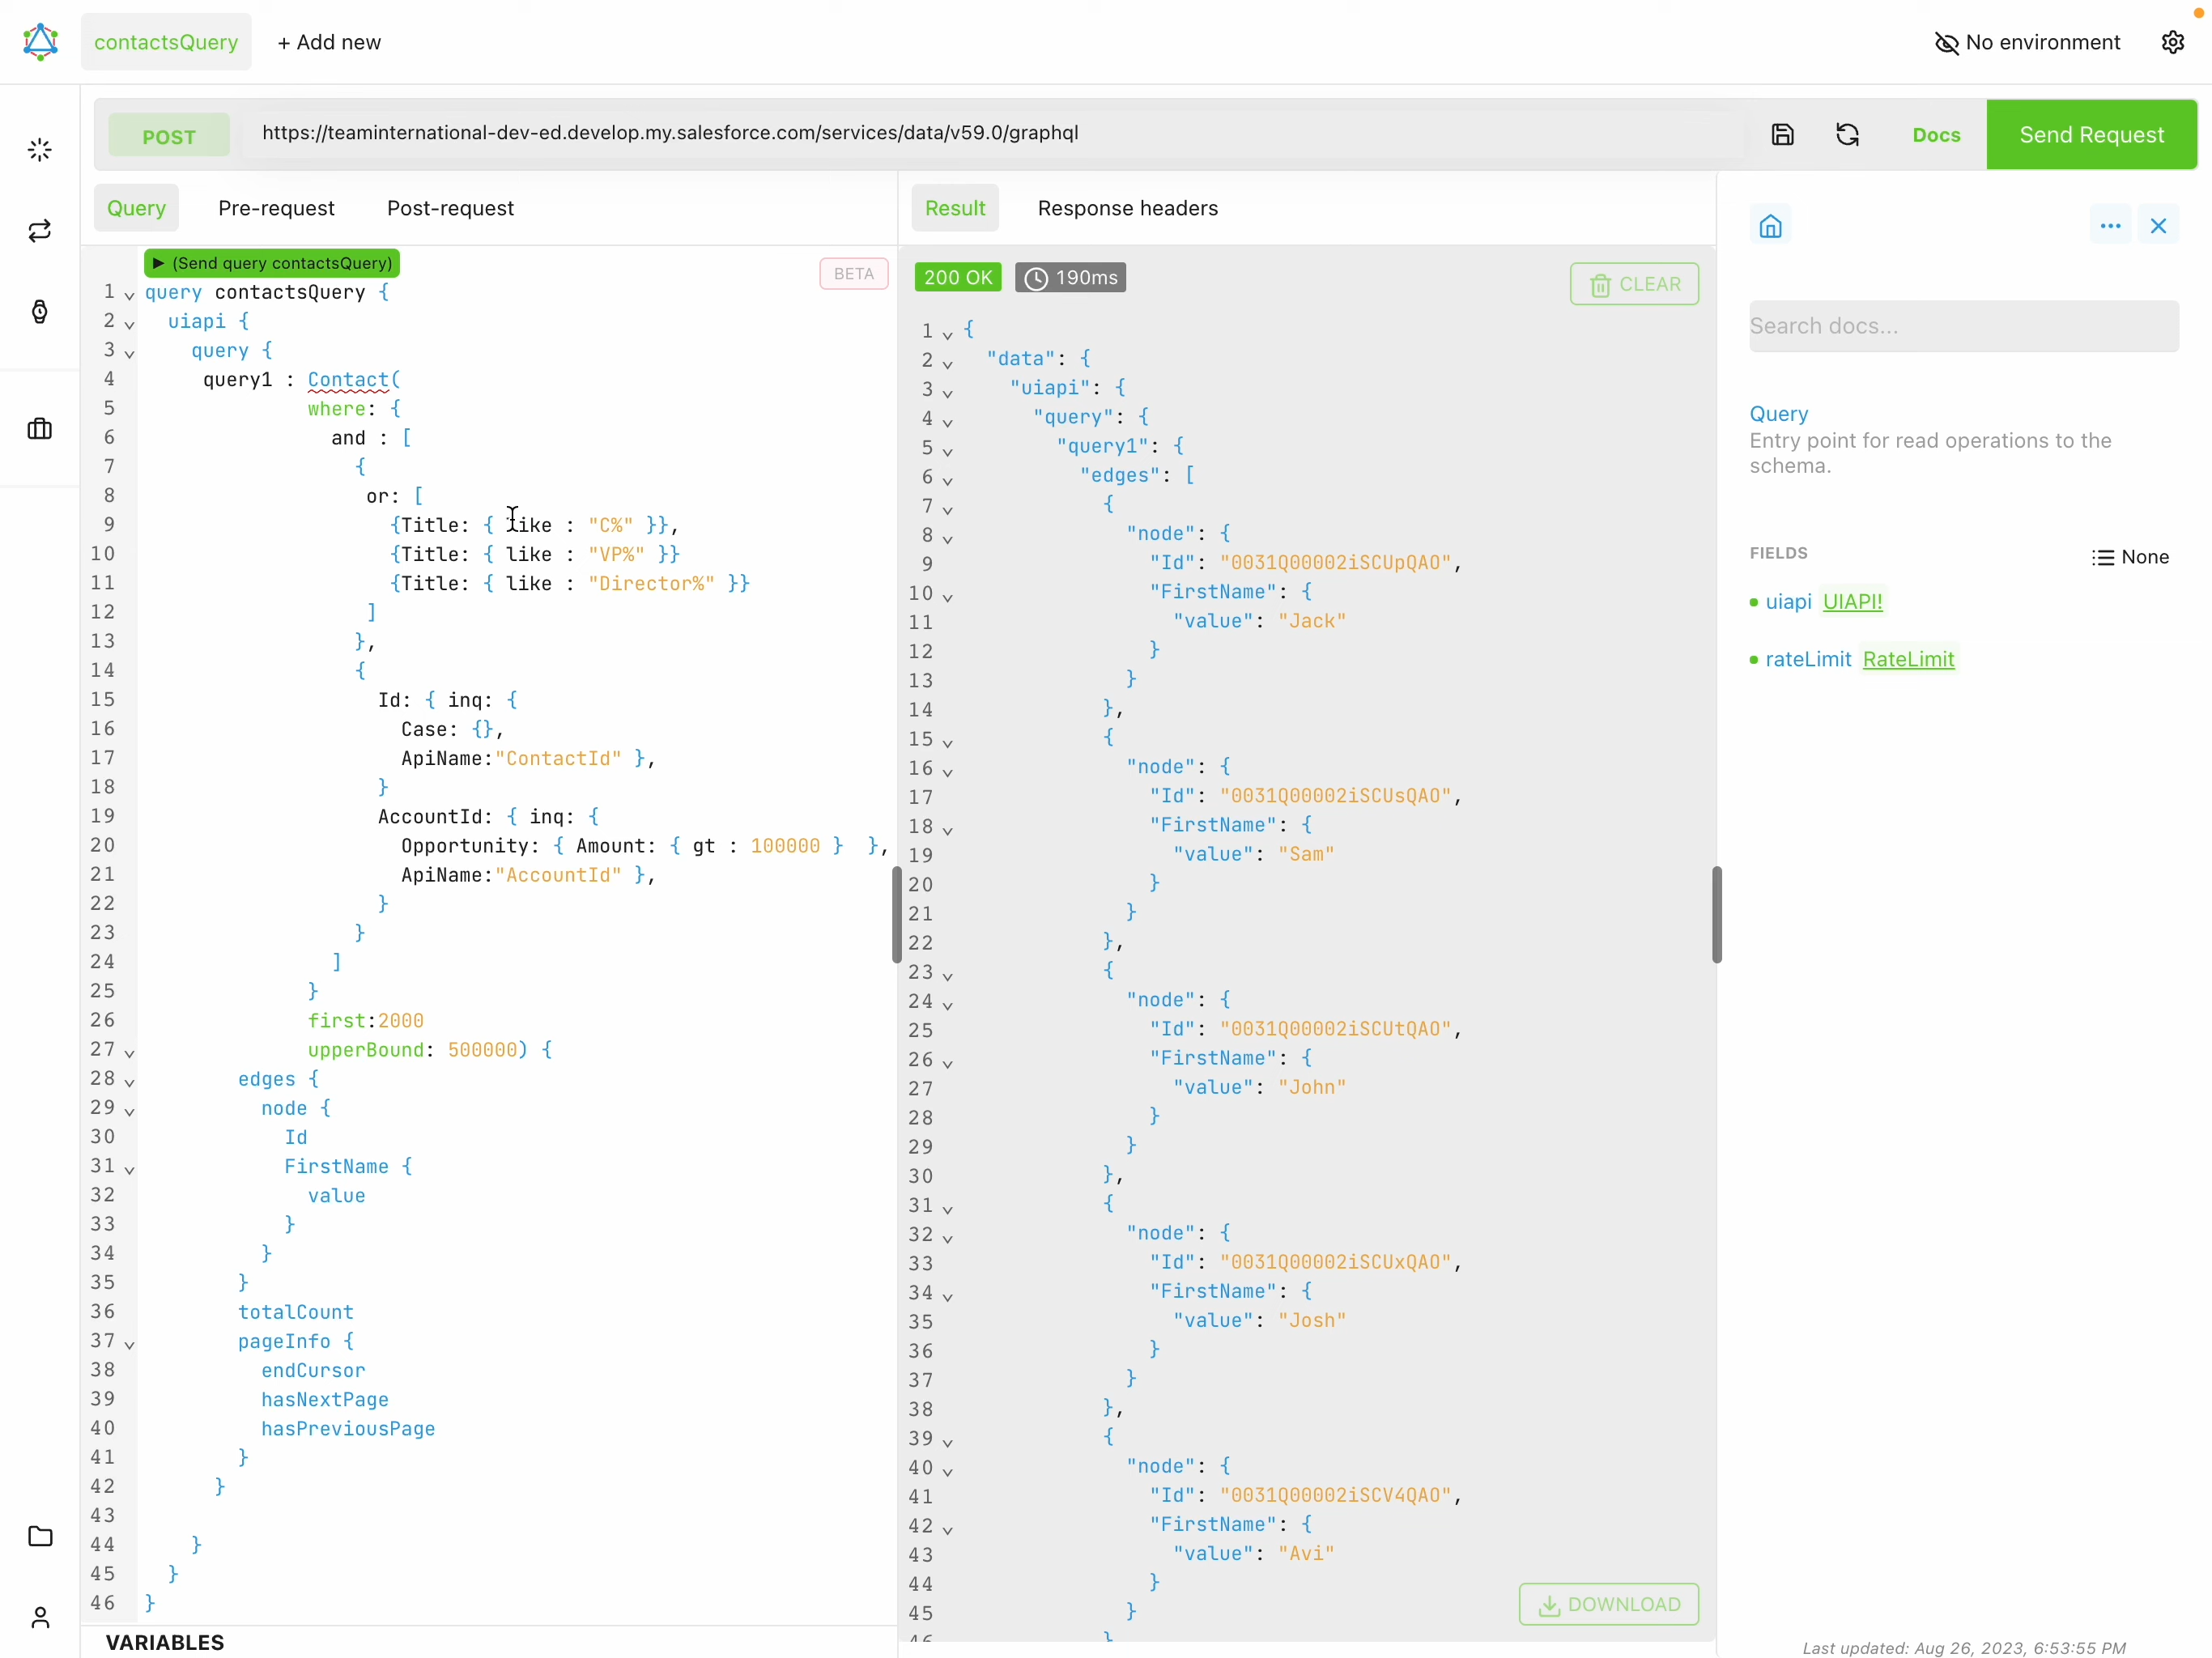 contactsQuery
+ Add new
No environment
POST
https://teaminternational-dev-ed.develop.my.salesforce.com/services/data/v59.0/graphql
Docs
Send Request
Query
Pre-request
Post-request
▶ (Send query contactsQuery)
BETA
1 query contactsQuery {
2 uiapi {
3 query {
4 query1 : Contact(
5 where: {
6 and : [
7 {
8 or: [
9 {Title: { like : "C%" }},
10 {Title: { like : "VP%" }}
11 {Title: { like : "Director%" }}
12 ]
13 },
14 {
15 Id: { inq: {
16 Case: {},
17 ApiName:"ContactId" },
18 }
19 AccountId: { inq: {
20 Opportunity: { Amount: { gt : 100000 }  },
21 ApiName:"AccountId" },
22 }
23 }
24 ]
25 }
26 first:2000
27 upperBound: 500000) {
28 edges {
29 node {
30 Id
31 FirstName {
32 value
33 }
34 }
35 }
36 totalCount
37 pageInfo {
38 endCursor
39 hasNextPage
40 hasPreviousPage
41 }
42 }
43
44 }
45 }
46 }
VARIABLES
Result
Response headers
200 OK
190ms
CLEAR
1 {
2 "data": {
3 "uiapi": {
4 "query": {
5 "query1": {
6 "edges": [
7 {
8 "node": {
9 "Id": "0031Q00002iSCUpQAO",
10 "FirstName": {
11 "value": "Jack"
12 }
13 }
14 },
15 {
16 "node": {
17 "Id": "0031Q00002iSCUsQAO",
18 "FirstName": {
19 "value": "Sam"
20 }
21 }
22 },
23 {
24 "node": {
25 "Id": "0031Q00002iSCUtQAO",
26 "FirstName": {
27 "value": "John"
28 }
29 }
30 },
31 {
32 "node": {
33 "Id": "0031Q00002iSCUxQAO",
34 "FirstName": {
35 "value": "Josh"
36 }
37 }
38 },
39 {
40 "node": {
41 "Id": "0031Q00002iSCV4QAO",
42 "FirstName": {
43 "value": "Avi"
44 }
45 }
46 }
DOWNLOAD
Search docs...
Query
Entry point for read operations to the
schema.
FIELDS
None
uiapi UIAPI!
rateLimit RateLimit
Last updated: Aug 26, 2023, 6:53:55 PM